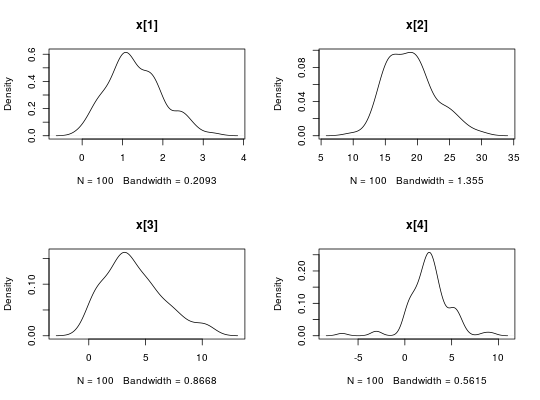 x[1]
x[2]
Density
0.0 0.2 0.4 0.6
0 1 2 3 4
N = 100 Bandwidth = 0.2093
Density
0.00 0.04 0.08
5 10 15 20 25 30 35
N = 100 Bandwidth = 1.355
x[3]
x[4]
Density
0.00 0.10
0 5 10
N = 100 Bandwidth = 0.8668
Density
0.00 0.10 0.20
-5 0 5 10
N = 100 Bandwidth = 0.5615